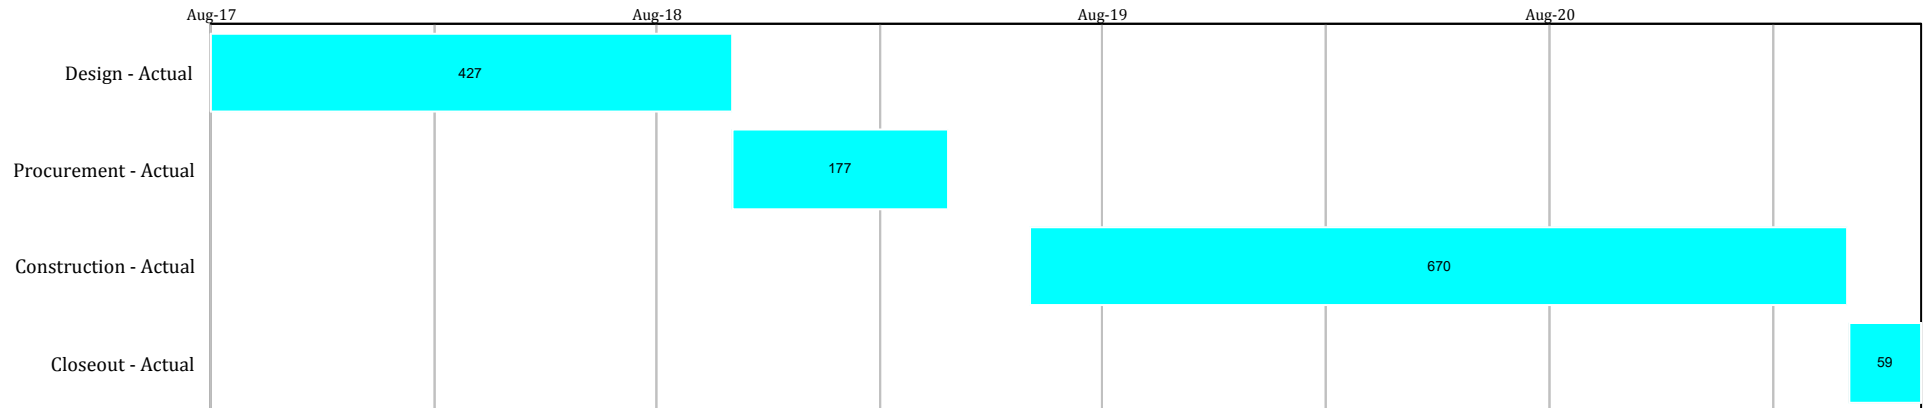 Aug-17 Aug-18 Aug-19 Aug-20
Design - Actual 427
Procurement - Actual 177
Construction - Actual 670
Closeout - Actual 59